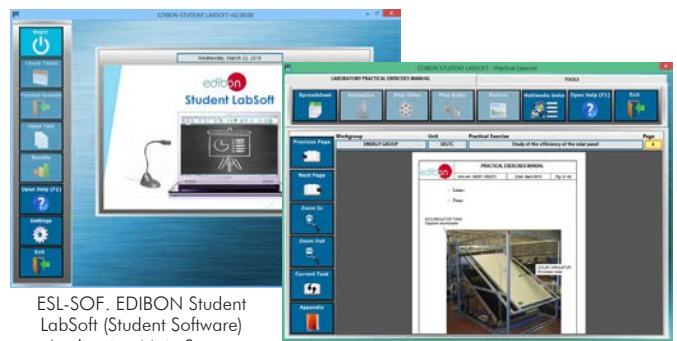 EDIBON STUDENT LABSOFT v02.00.00
Begin
Check Tasks
Practical Exercise
Open Test
Results
Open Help (F1)
Settings
Exit
Wednesday, March 23, 2016
edibon
Student LabSoft
EDIBON STUDENT LABSOFT - Practical Exercise
LABORATORY PRACTICAL EXERCISES MANUAL
TOOLS
Spreadsheet
Animation
Play Video
Play Audio
Picture
Multimedia Index
Open Help (F1)
Exit
Workgroup
Unit
Practical Exercise
Page
ENERGY GROUP
Study of the efficiency of the solar panel
Previous Page
Next Page
Zoom In
Zoom Out
Current Task
Appendix
edibon
PRACTICAL EXERCISES MANUAL
ACCUMULATOR TANK
SOLAR SIMULATOR
ESL-SOF. EDIBON Student
LabSoft (Student Software)